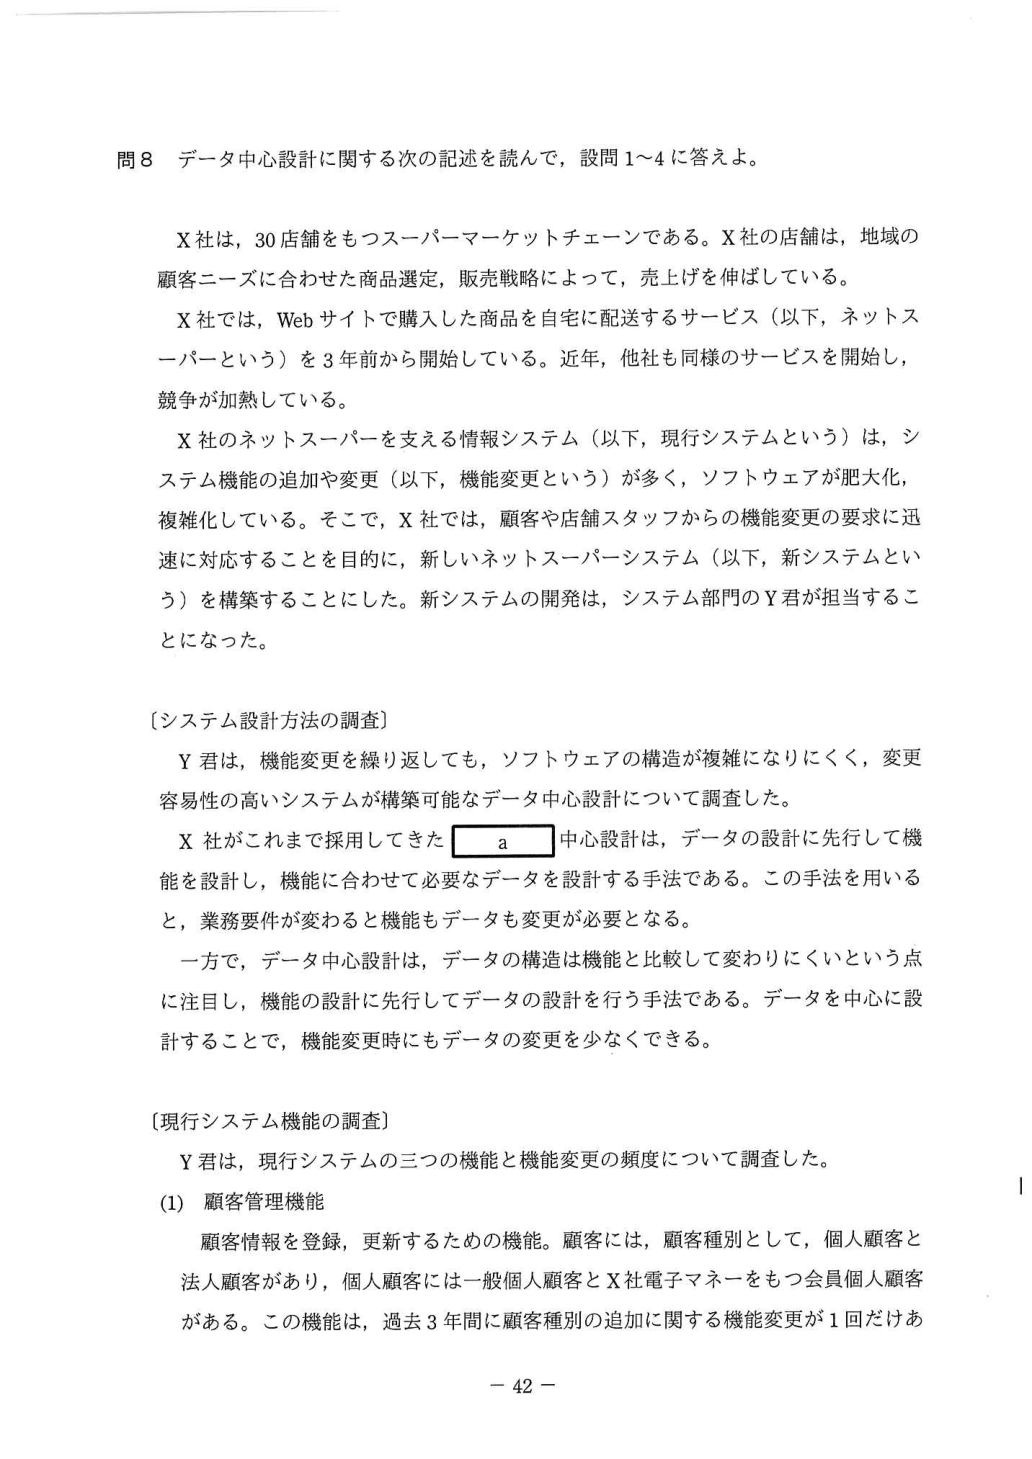 問8　データ中心設計に関する次の記述を読んで，設問1～4に答えよ。
X社は，30店舗をもつスーパーマーケットチェーンである。X社の店舗は，地域の
顧客ニーズに合わせた商品選定，販売戦略によって，売上げを伸ばしている。
X社では，Webサイトで購入した商品を自宅に配送するサービス（以下，ネットス
ーパーという）を3年前から開始している。近年，他社も同様のサービスを開始し，
競争が加熱している。
X社のネットスーパーを支える情報システム（以下，現行システムという）は，シ
ステム機能の追加や変更（以下，機能変更という）が多く，ソフトウェアが肥大化，
複雑化している。そこで，X社では，顧客や店舗スタッフからの機能変更の要求に迅
速に対応することを目的に，新しいネットスーパーシステム（以下，新システムとい
う）を構築することにした。新システムの開発は，システム部門のY君が担当するこ
とになった。
〔システム設計方法の調査〕
Y君は，機能変更を繰り返しても，ソフトウェアの構造が複雑になりにくく，変更
容易性の高いシステムが構築可能なデータ中心設計について調査した。
X社がこれまで採用してきた　a　中心設計は，データの設計に先行して機
能を設計し，機能に合わせて必要なデータを設計する手法である。この手法を用いる
と，業務要件が変わると機能もデータも変更が必要となる。
一方で，データ中心設計は，データの構造は機能と比較して変わりにくいという点
に注目し，機能の設計に先行してデータの設計を行う手法である。データを中心に設
計することで，機能変更時にもデータの変更を少なくできる。
〔現行システム機能の調査〕
Y君は，現行システムの三つの機能と機能変更の頻度について調査した。
(1)　顧客管理機能
顧客情報を登録，更新するための機能。顧客には，顧客種別として，個人顧客と
法人顧客があり，個人顧客には一般個人顧客とX社電子マネーをもつ会員個人顧客
がある。この機能は，過去3年間に顧客種別の追加に関する機能変更が1回だけあ
－ 42 －